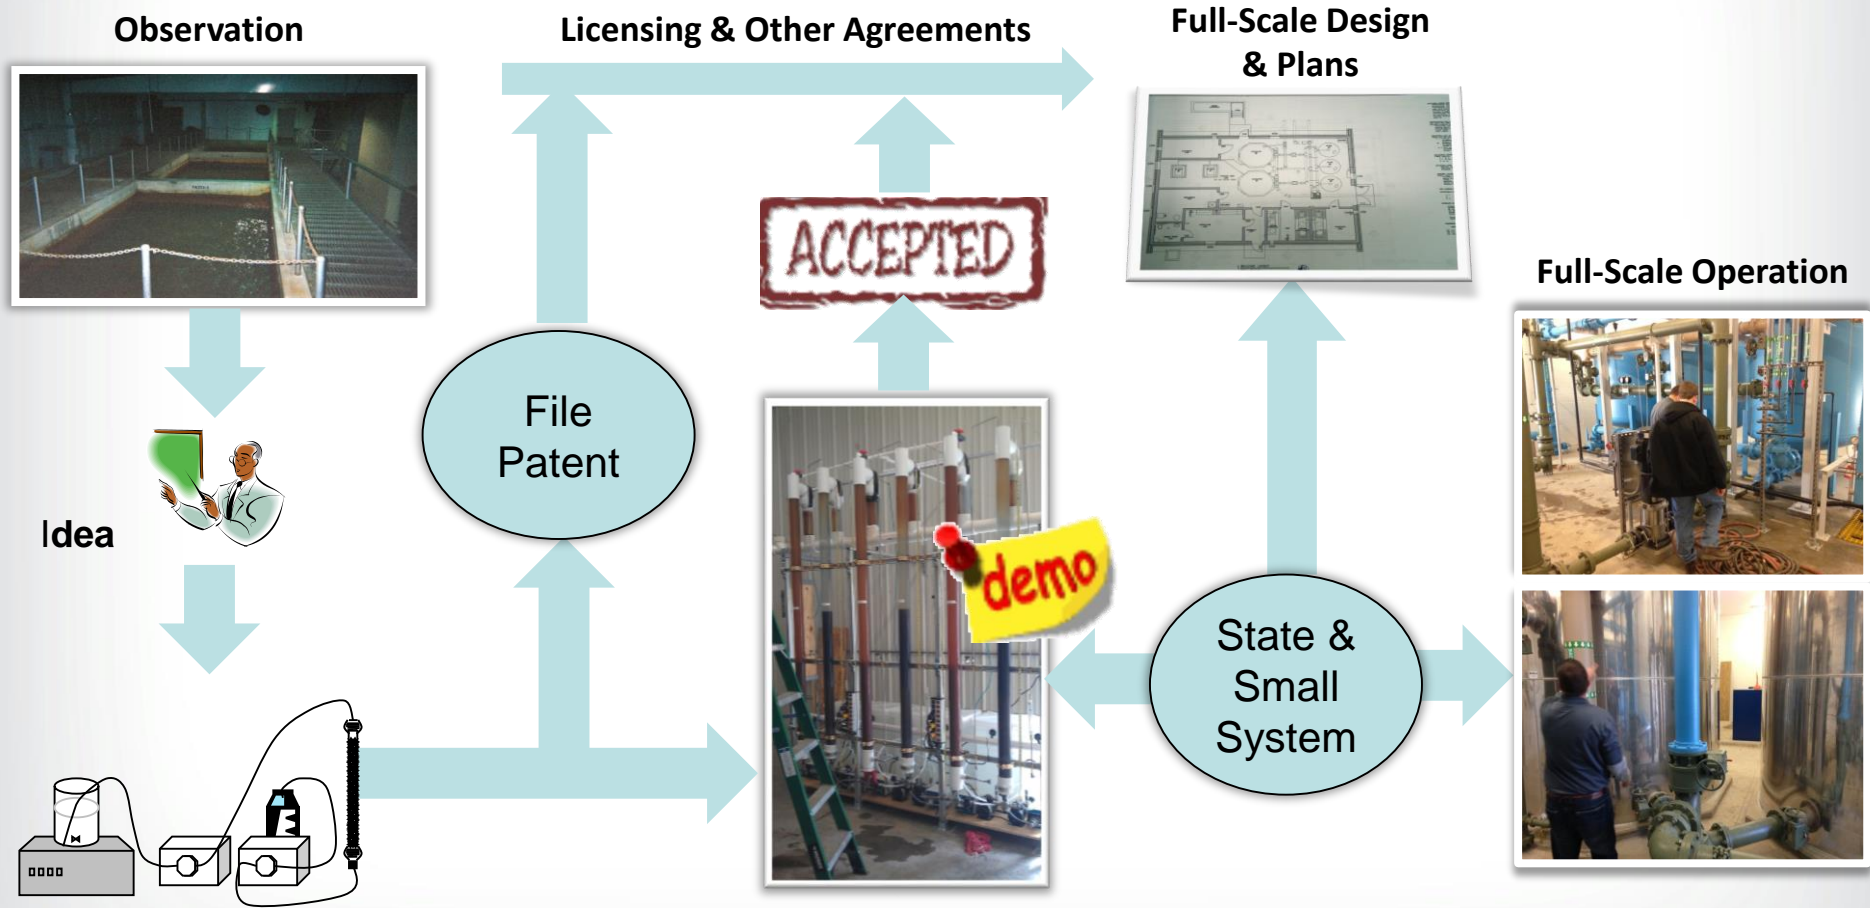 Observation
Licensing & Other Agreements
Full-Scale Design
& Plans
ACCEPTED
Full-Scale Operation
File
Patent
Idea
demo
State &
Small
System